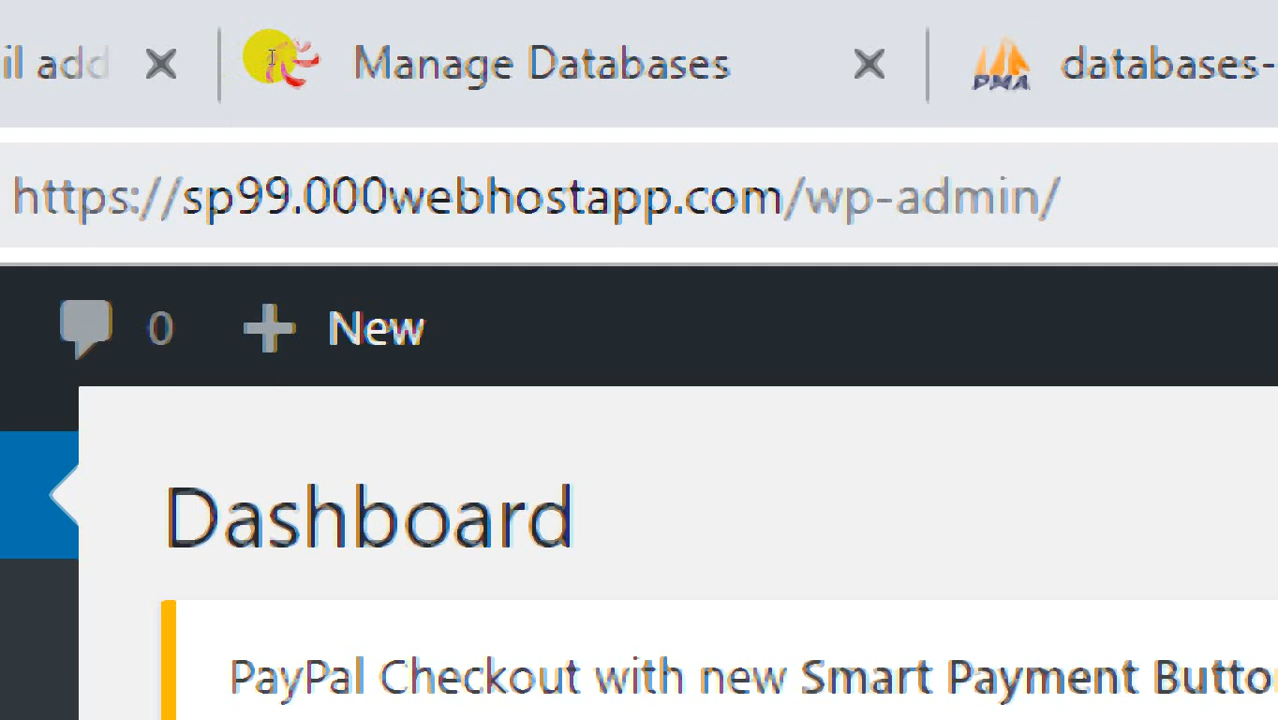 il add Manage Databases PMA databases-
https://sp99.000webhostapp.com/wp-admin/
0 New
Dashboard
PayPal Checkout with new Smart Payment Butto